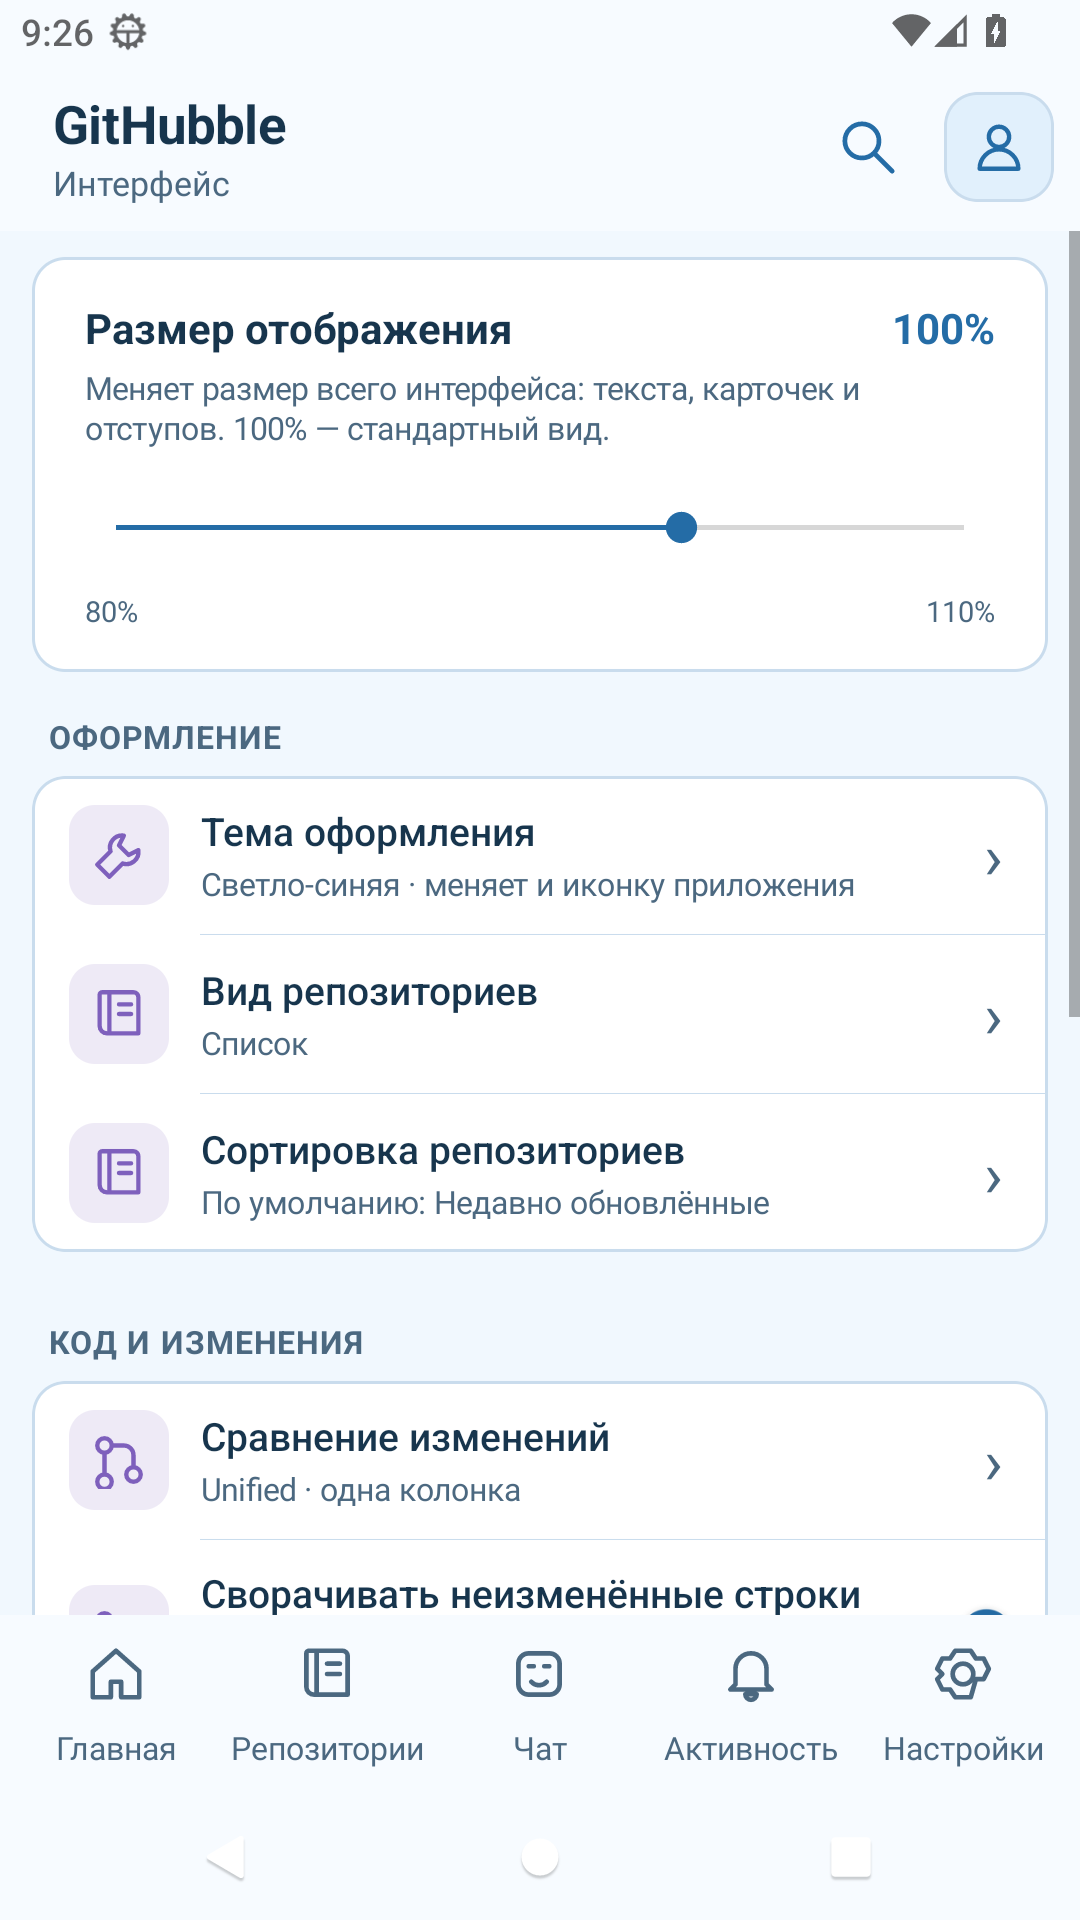 9:26
GitHubble
Интерфейс
Размер отображения
100%
Меняет размер всего интерфейса: текста, карточек и
отступов. 100% — стандартный вид.
80%
110%
ОФОРМЛЕНИЕ
Тема оформления
Светло-синяя · меняет и иконку приложения
Вид репозиториев
Список
Сортировка репозиториев
По умолчанию: Недавно обновлённые
КОД И ИЗМЕНЕНИЯ
Сравнение изменений
Unified · одна колонка
Сворачивать неизменённые строки
Главная
Репозитории
Чат
Активность
Настройки